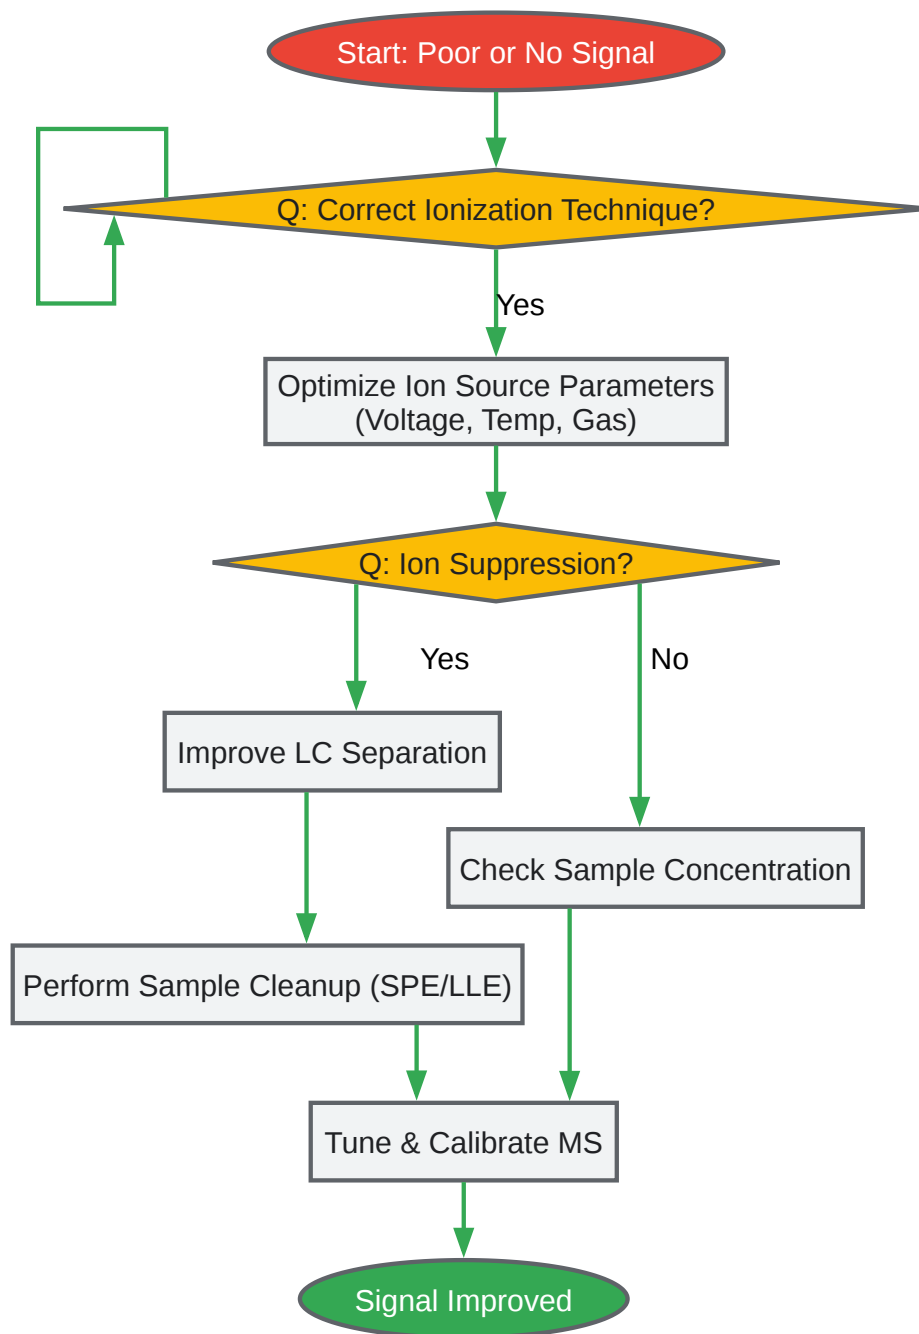 Start: Poor or No Signal
Q: Correct Ionization Technique?
Yes
Optimize Ion Source Parameters
(Voltage, Temp, Gas)
Q: Ion Suppression?
Yes
No
Improve LC Separation
Check Sample Concentration
Perform Sample Cleanup (SPE/LLE)
Tune & Calibrate MS
Signal Improved